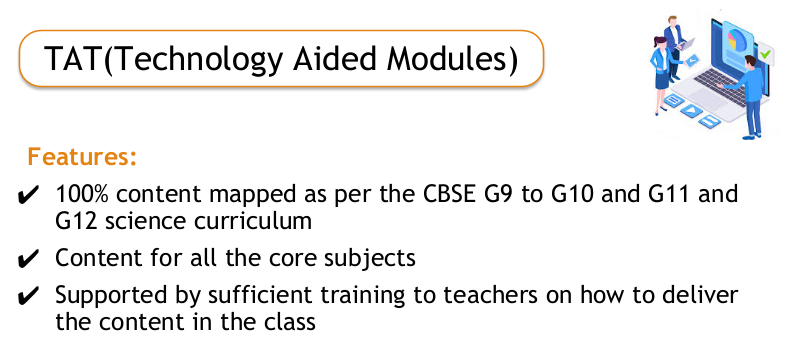 TAT(Technology Aided Modules)
Features:
✔ 100% content mapped as per the CBSE G9 to G10 and G11 and
G12 science curriculum
✔ Content for all the core subjects
✔ Supported by sufficient training to teachers on how to deliver
the content in the class